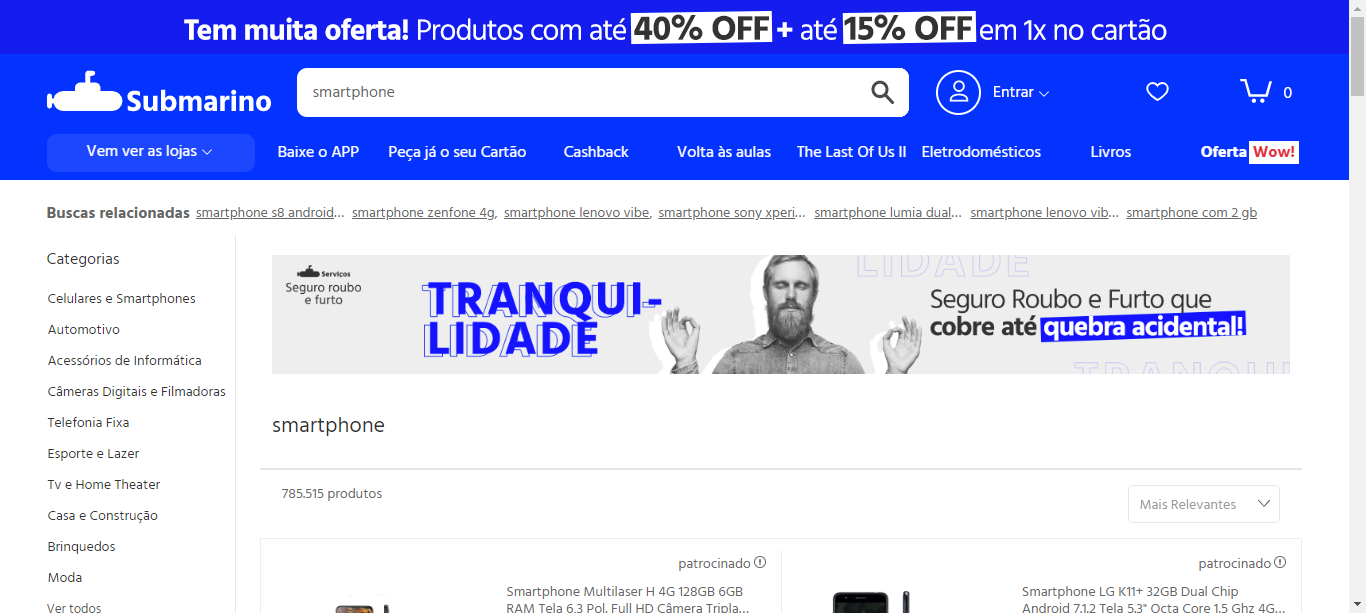 Tem muita oferta! Produtos com até 40% OFF + até 15% OFF em 1x no cartão
Submarino
smartphone
Entrar
0
Vem ver as lojas
Baixe o APP
Peça já o seu Cartão
Cashback
Volta às aulas
The Last Of Us II
Eletrodomésticos
Livros
Oferta Wow!
Buscas relacionadas smartphone s8 android... smartphone zenfone 4g, smartphone lenovo vibe, smartphone sony xperi... smartphone lumia dual... smartphone lenovo vib... smartphone com 2 gb
Categorias
Celulares e Smartphones
Automotivo
Acessórios de Informática
Câmeras Digitais e Filmadoras
Telefonia Fixa
Esporte e Lazer
Tv e Home Theater
Casa e Construção
Brinquedos
Moda
Ver todos
Serviços
Seguro roubo
e furto
TRANQUI-
LIDADE
LIDADE
Seguro Roubo e Furto que
cobre até quebra acidental!
TRANQUI
smartphone
785.515 produtos
Mais Relevantes
patrocinado
Smartphone Multilaser H 4G 128GB 6GB
RAM Tela 6.3 Pol. Full HD Câmera Tripla...
patrocinado
Smartphone LG K11+ 32GB Dual Chip
Android 7.1.2 Tela 5.3" Octa Core 1.5 Ghz 4G...